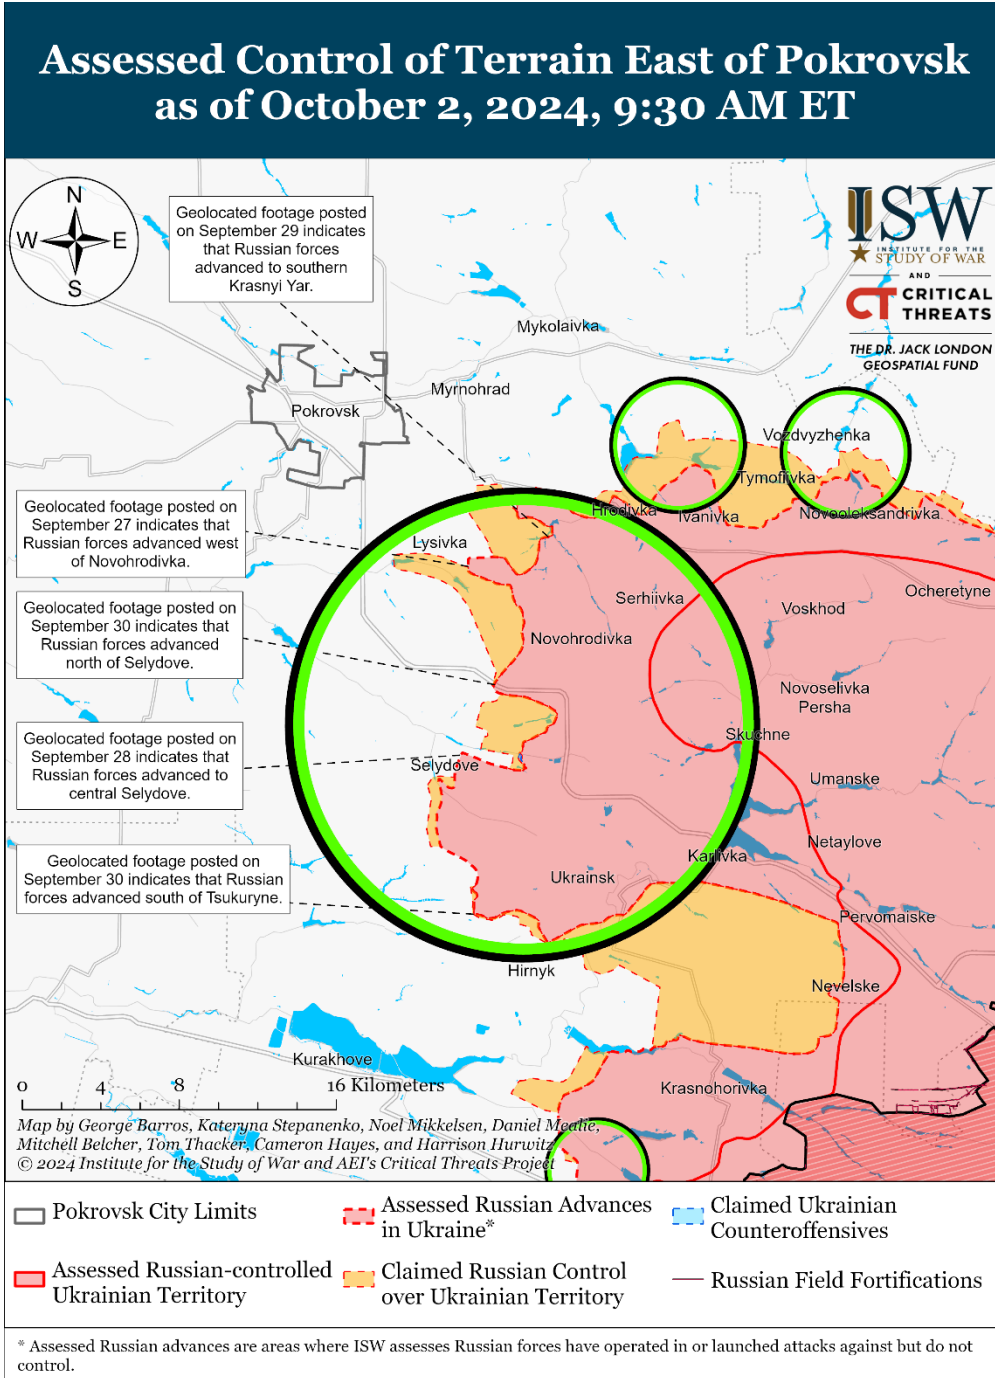 Assessed Control of Terrain East of Pokrovsk
as of October 2, 2024, 9:30 AM ET
N
W
E
S
Geolocated footage posted
on September 29 indicates
that Russian forces
advanced to southern
Krasnyi Yar.
ISW
INSTITUTE FOR THE
STUDY OF WAR
AND
CT CRITICAL
THREATS
THE DR. JACK LONDON
GEOSPATIAL FUND
Mykolaivka
Myrnohrad
Pokrovsk
Vozdvyzhenka
Tymofiivka
Hrodivka
Ivanivka
Novooleksandrivka
Geolocated footage posted on
September 27 indicates that
Russian forces advanced west
of Novohrodivka.
Lysivka
Serhiivka
Ocheretyne
Voskhod
Geolocated footage posted on
September 30 indicates that
Russian forces advanced
north of Selydove.
Novohrodivka
Novoselivka
Persha
Geolocated footage posted on
September 28 indicates that
Russian forces advanced to
central Selydove.
Skuchne
Selydove
Umanske
Netaylove
Karlivka
Geolocated footage posted on
September 30 indicates that Russian
forces advanced south of Tsukuryne.
Ukrainsk
Pervomaiske
Hirnyk
Nevelske
Kurakhove
Krasnohorivka
0 4 8 16 Kilometers
Map by George Barros, Kateryna Stepanenko, Noel Mikkelsen, Daniel Mealie,
Mitchell Belcher, Tom Thacker, Cameron Hayes, and Harrison Hurwitz
© 2024 Institute for the Study of War and AEI's Critical Threats Project
Pokrovsk City Limits
Assessed Russian Advances
in Ukraine*
Claimed Ukrainian
Counteroffensives
Assessed Russian-controlled
Ukrainian Territory
Claimed Russian Control
over Ukrainian Territory
Russian Field Fortifications
* Assessed Russian advances are areas where ISW assesses Russian forces have operated in or launched attacks against but do not
control.